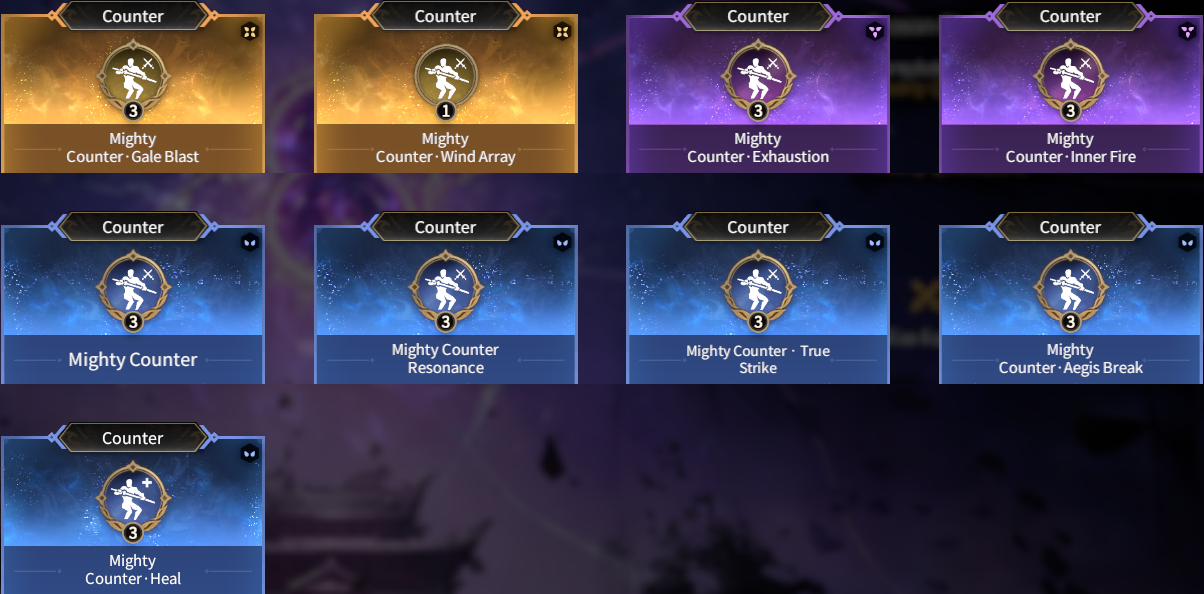 Counter
Counter
Counter
Counter
3
1
3
3
Mighty
Counter·Gale Blast
Mighty
Counter·Wind Array
Mighty
Counter·Exhaustion
Mighty
Counter·Inner Fire
Counter
Counter
Counter
Counter
3
3
3
3
Mighty Counter
Mighty Counter
Resonance
Mighty Counter · True
Strike
Mighty
Counter·Aegis Break
Counter
3
Mighty
Counter·Heal